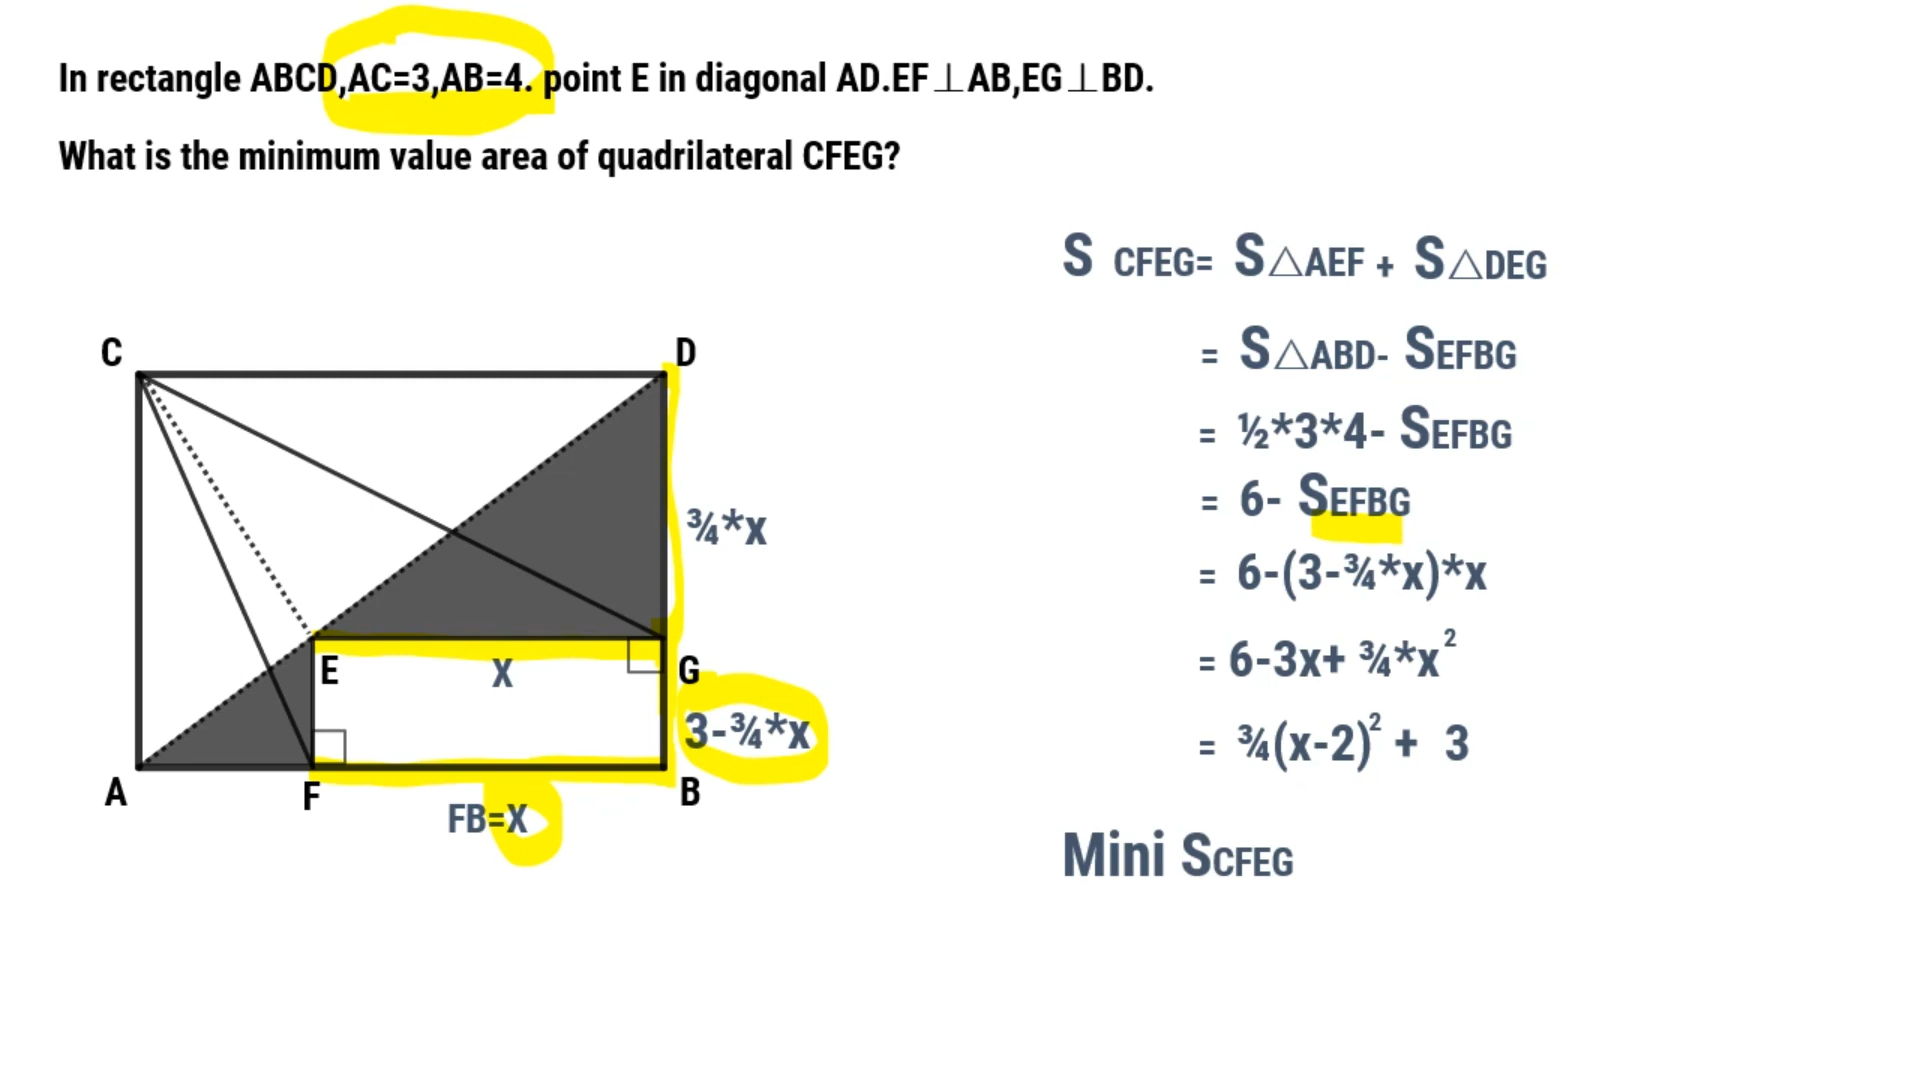 In rectangle ABCD,AC=3,AB=4. point E in diagonal AD.EF⊥AB,EG⊥BD.
What is the minimum value area of quadrilateral CFEG?
S CFEG= S△AEF + S△DEG
= S△ABD- SEFBG
= ½*3*4- SEFBG
= 6- SEFBG
= 6-(3-¾*x)*x
= 6-3x+ ¾*x²
= ¾(x-2)² + 3
Mini SCFEG
C
D
¾*x
E
X
G
3-¾*x
A
F
B
FB=X